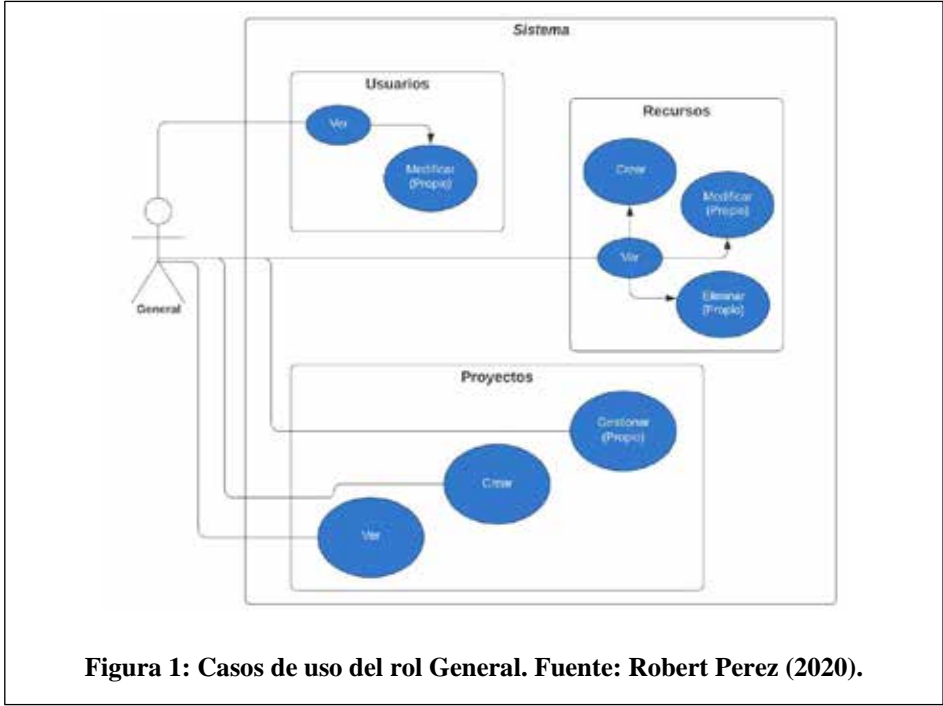 Sistema
Usuarios
Ver
Modificar
(Propio)
Recursos
Crear
Modificar
(Propio)
Ver
Eliminar
(Propio)
General
Proyectos
Gestionar
(Propio)
Crear
Ver
Figura 1: Casos de uso del rol General. Fuente: Robert Perez (2020).